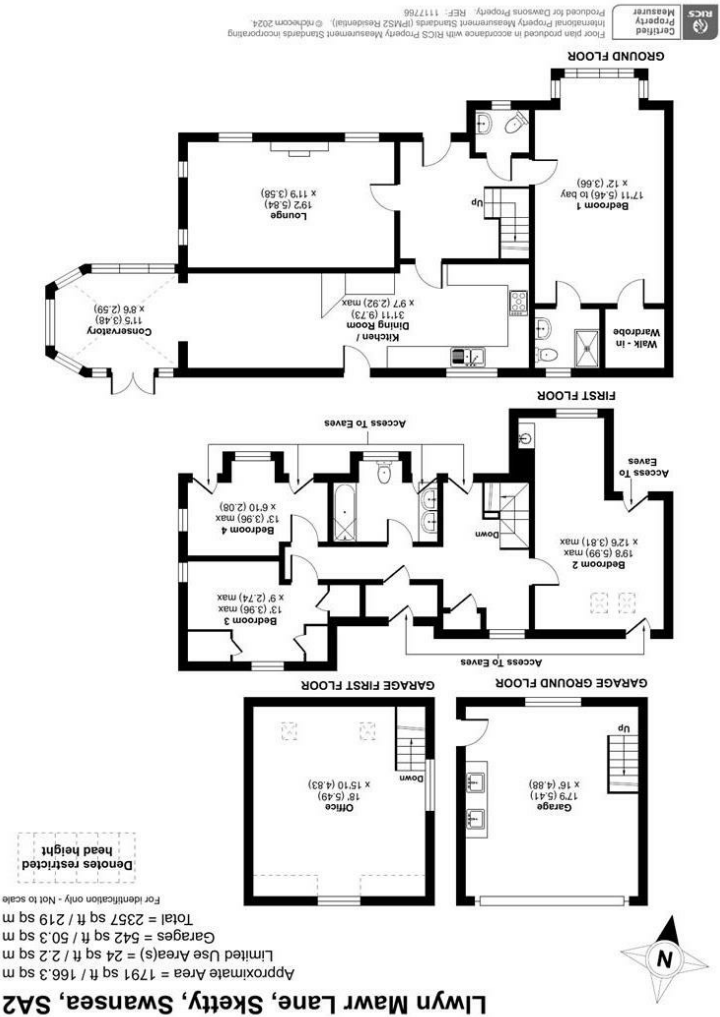 Llwyn Mawr Lane, Sketty, Swansea, SA2
Approximate Area = 1791 sq ft / 166.3 sq m
Limited Use Area(s) = 24 sq ft / 2.2 sq m
Garages = 542 sq ft / 50.3 sq m
Total = 2357 sq ft / 219 sq m
For identification only - Not to scale
N
Denotes restricted
head height
Garage
17'9 (5.41)
x 16' (4.88)
Up
GARAGE GROUND FLOOR
Office
18' (5.49)
x 15'10 (4.83)
Down
GARAGE FIRST FLOOR
Access To Eaves
Bedroom 2
19'8 (5.99) max
x 12'6 (3.81) max
Access To
Eaves
Down
Bedroom 3
13' (3.96) max
x 9' (2.74) max
Bedroom 4
13' (3.96) max
x 6'10 (2.08)
Access To Eaves
FIRST FLOOR
Walk - in
Wardrobe
Kitchen /
Dining Room
31'11 (9.73)
x 9'7 (2.92) max
Conservatory
11'5 (3.48)
x 8'6 (2.59)
Bedroom 1
17'11 (5.46) to bay
x 12' (3.66)
Up
Lounge
19'2 (5.84)
x 11'9 (3.58)
GROUND FLOOR
RICS
Certified
Property
Measurer
Floor plan produced in accordance with RICS Property Measurement Standards incorporating
International Property Measurement Standards (IPMS2 Residential). © nichecom 2024.
Produced for Dawsons Property. REF: 1117766